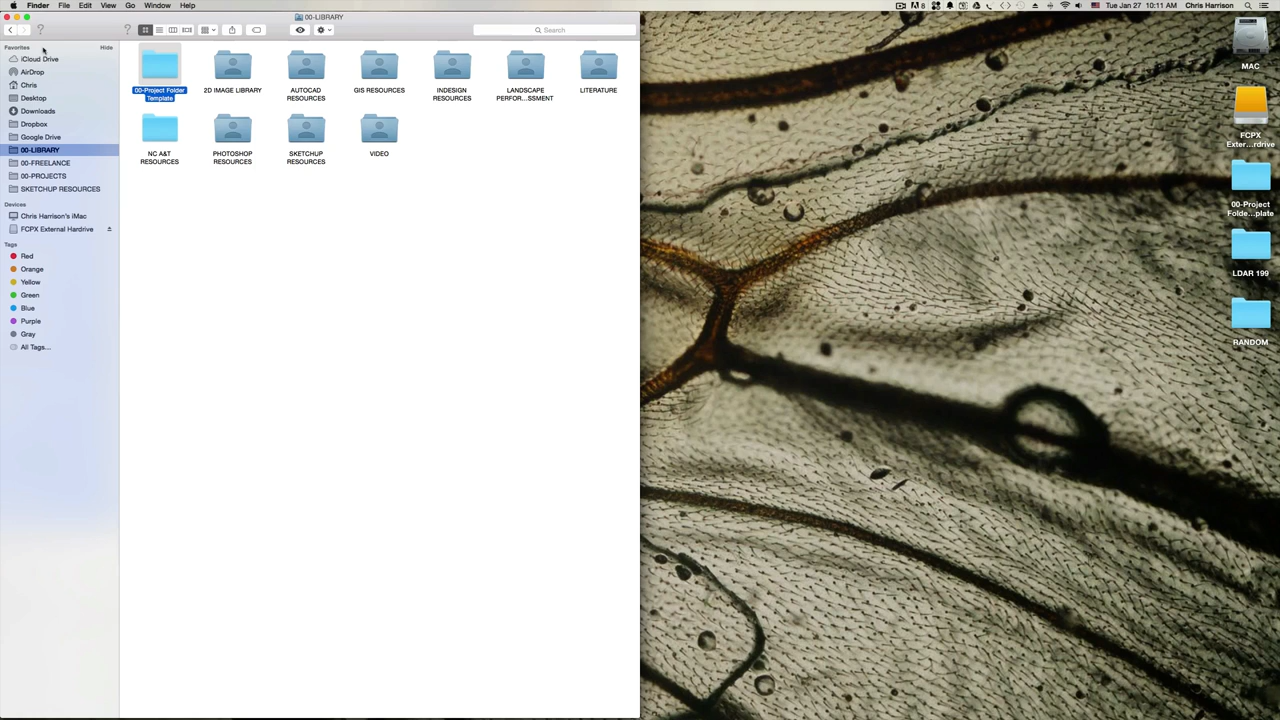 Finder File Edit View Go Window Help
8 Tue Jan 27 10:11 AM Chris Harrison
00-LIBRARY
Search
Favorites Hide
iCloud Drive
AirDrop
Chris
Desktop
Downloads
Dropbox
Google Drive
00-LIBRARY
00-FREELANCE
00-PROJECTS
SKETCHUP RESOURCES
Devices
Chris Harrison's iMac
FCPX External Hardrive
Tags
Red
Orange
Yellow
Green
Blue
Purple
Gray
All Tags...
00-Project Folder
Template
2D IMAGE LIBRARY
AUTOCAD
RESOURCES
GIS RESOURCES
INDESIGN
RESOURCES
LANDSCAPE
PERFOR...SSMENT
LITERATURE
NC A&T
RESOURCES
PHOTOSHOP
RESOURCES
SKETCHUP
RESOURCES
VIDEO
MAC
FCPX
Exter...rdrive
00-Project
Folde...plate
LDAR 199
RANDOM